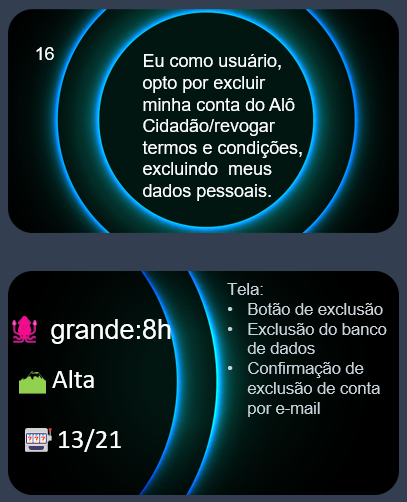 16
Eu como usuário,
opto por excluir
minha conta do Alô
Cidadão/revogar
termos e condições,
excluindo meus
dados pessoais.
grande:8h
Alta
13/21
Tela:
• Botão de exclusão
• Exclusão do banco
de dados
• Confirmação de
exclusão de conta
por e-mail